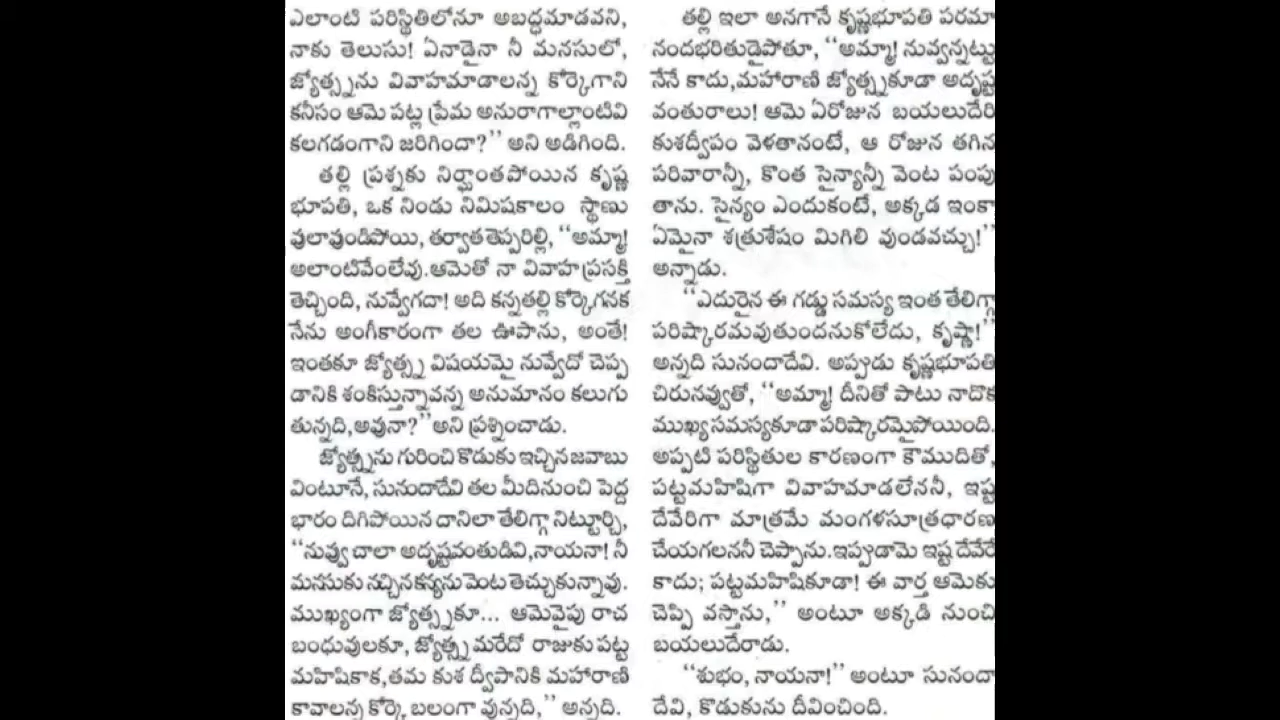 ఎలాంటి పరిస్థితిలోనూ అబద్ధమాడవని,
నాకు తెలుసు! ఏనాడైనా నీ మనసులో,
జ్యోత్స్నను వివాహమాడాలన్న కోర్కెగాని
కనీసం ఆమె పట్ల ప్రేమ అనురాగాల్లాంటివి
కలగడంగాని జరిగిందా?’’ అని అడిగింది.
తల్లి ప్రశ్నకు నిర్ఘాంతపోయిన కృష్ణ
భూపతి, ఒక నిండు నిమిషకాలం స్థాణు
వులావుండిపోయి, తర్వాతతెప్పరిల్లి, ‘‘అమ్మా!
అలాంటివేంలేవు.ఆమెతో నా వివాహప్రసక్తి
తెచ్చింది, నువ్వేగదా! అది కన్నతల్లి కోర్కెగనక
నేను అంగీకారంగా తల ఊపాను, అంతే!
ఇంతకూ జ్యోత్స్న విషయమై నువ్వేదో చెప్ప
డానికి శంకిస్తున్నావన్న అనుమానం కలుగు
తున్నది,అవునా?’’ అని ప్రశ్నించాడు.
జ్యోత్స్నను గురించి కొడుకు ఇచ్చిన జవాబు
వింటూనే, సునందాదేవి తల మీదినుంచి పెద్ద
భారం దిగిపోయిన దానిలా తేలిగ్గా నిట్టూర్చి,
‘‘నువ్వు చాలా అదృష్టవంతుడివి,నాయనా! నీ
మనసుకు నచ్చినకన్యను వెంట తెచ్చుకున్నావు.
ముఖ్యంగా జ్యోత్స్నకూ... ఆమెవైపు రాచ
బంధువులకూ, జ్యోత్స్న మరేదో రాజుకు పట్ట
మహిషికాక,తమ కుశ ద్వీపానికి మహారాణి
కావాలన్న కోర్కె బలంగా వున్నది,’’ అన్నది.
తల్లి ఇలా అనగానే కృష్ణభూపతి పరమా
నందభరితుడైపోతూ, ‘‘అమ్మా! నువ్వన్నట్టు
నేనే కాదు,మహారాణి జ్యోత్స్నకూడా అదృష్ట
వంతురాలు! ఆమె ఏరోజున బయలుదేరి
కుశద్వీపం వెళతానంటే, ఆ రోజున తగిన
పరివారాన్నీ, కొంత సైన్యాన్నీ వెంట పంపు
తాను. సైన్యం ఎందుకంటే, అక్కడ ఇంకా
ఏమైనా శత్రుశేషం మిగిలి వుండవచ్చు!’’
అన్నాడు.
‘‘ఎదురైన ఈ గడ్డు సమస్య ఇంత తేలిగ్గా
పరిష్కారమవుతుందనుకోలేదు, కృష్ణా!’’
అన్నది సునందాదేవి. అప్పుడు కృష్ణభూపతి
చిరునవ్వుతో, ‘‘అమ్మా! దీనితో పాటు నాదొక
ముఖ్యసమస్యకూడా పరిష్కారమైపోయింది.
అప్పటి పరిస్థితుల కారణంగా కౌముదితో,
పట్టమహిషిగా వివాహమాడలేననీ, ఇష్ట
దేవేరిగా మాత్రమే మంగళసూత్రధారణ
చేయగలననీ చెప్పాను.ఇప్పుడామె ఇష్ట దేవేరే
కాదు; పట్టమహిషికూడా! ఈ వార్త ఆమెకు
చెప్పి వస్తాను,’’ అంటూ అక్కడి నుంచి
బయలుదేరాడు.
‘‘శుభం, నాయనా!’’ అంటూ సునందా
దేవి, కొడుకును దీవించింది.